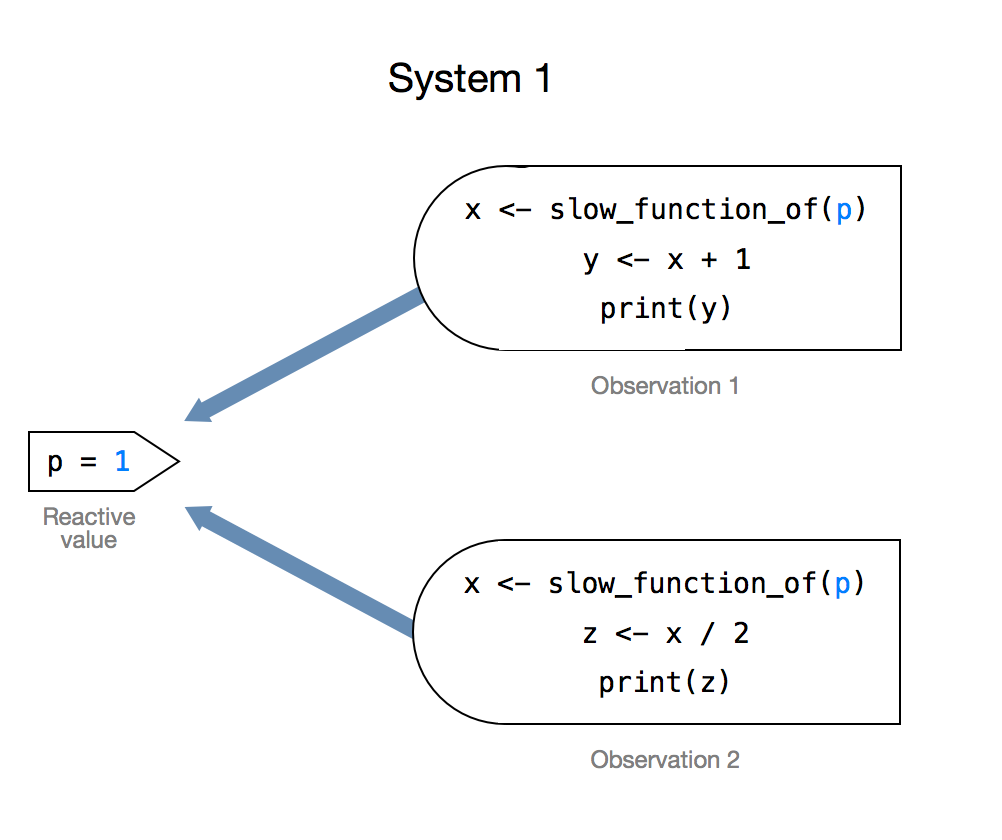 System 1
x <- slow_function_of(p)
y <- x + 1
print(y)
Observation 1
p = 1
Reactive
value
x <- slow_function_of(p)
z <- x / 2
print(z)
Observation 2